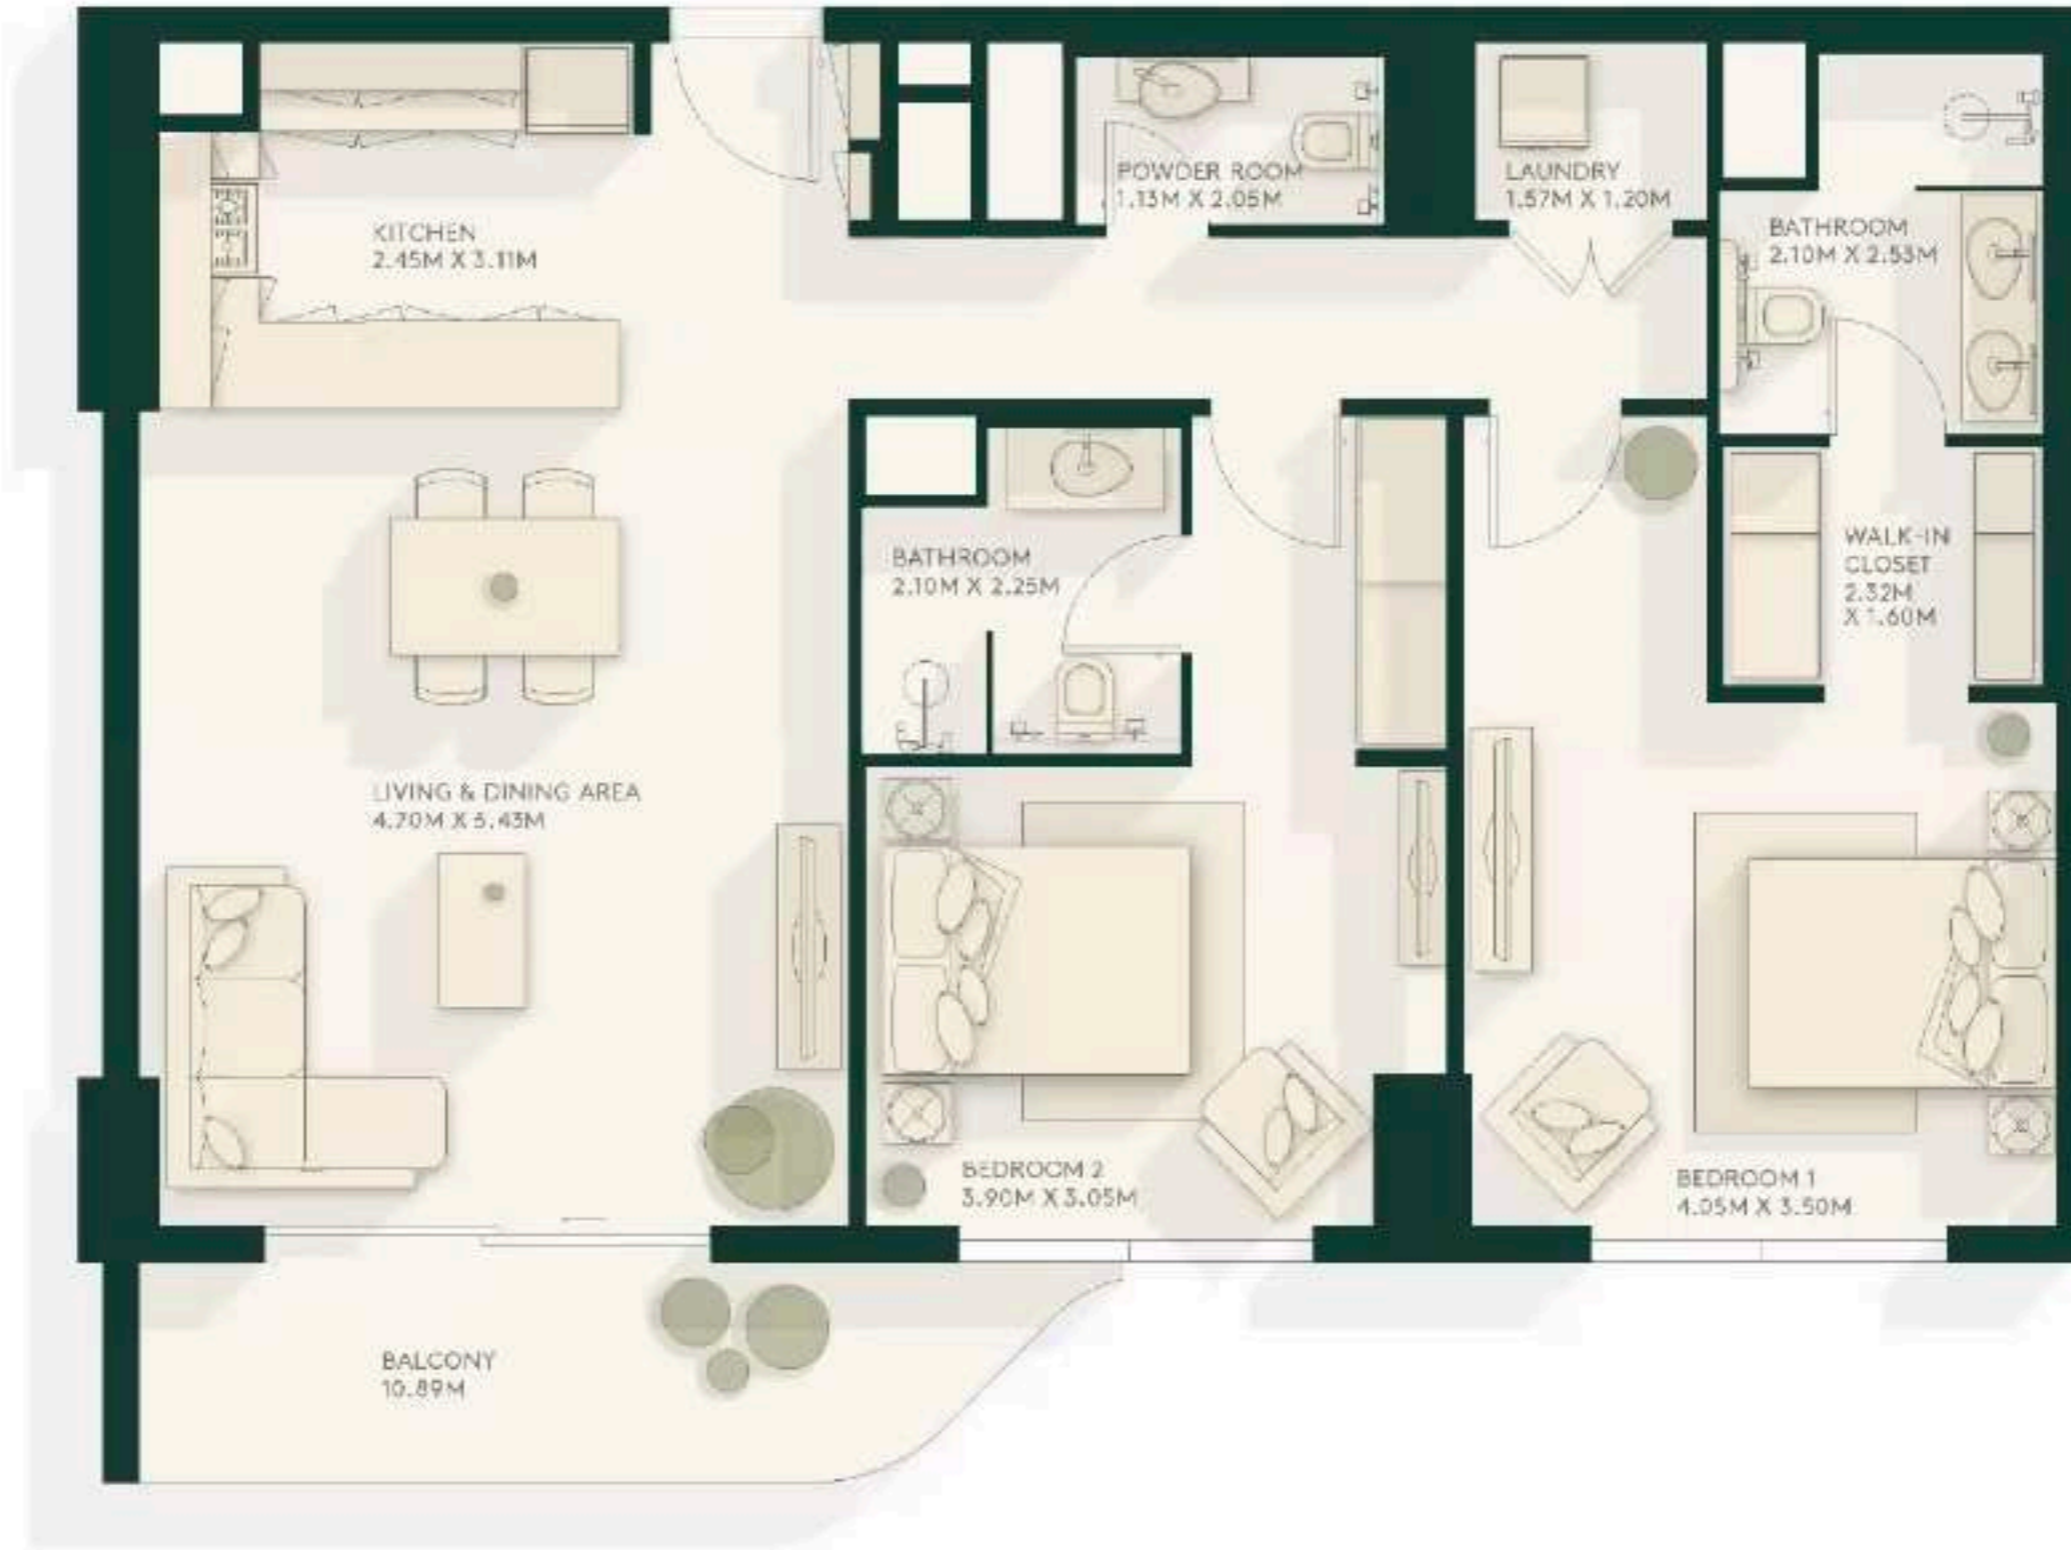 POWDER ROOM
1.13M X 2.05M
LAUNDRY
1.57M X 1.20M
KITCHEN
2.45M X 3.11M
BATHROOM
2.10M X 2.53M
BATHROOM
2.10M X 2.25M
WALK-IN
CLOSET
2.32M
X 1.60M
LIVING & DINING AREA
4.70M X 5.43M
BEDROOM 2
3.90M X 3.05M
BEDROOM 1
4.05M X 3.50M
BALCONY
10.89M